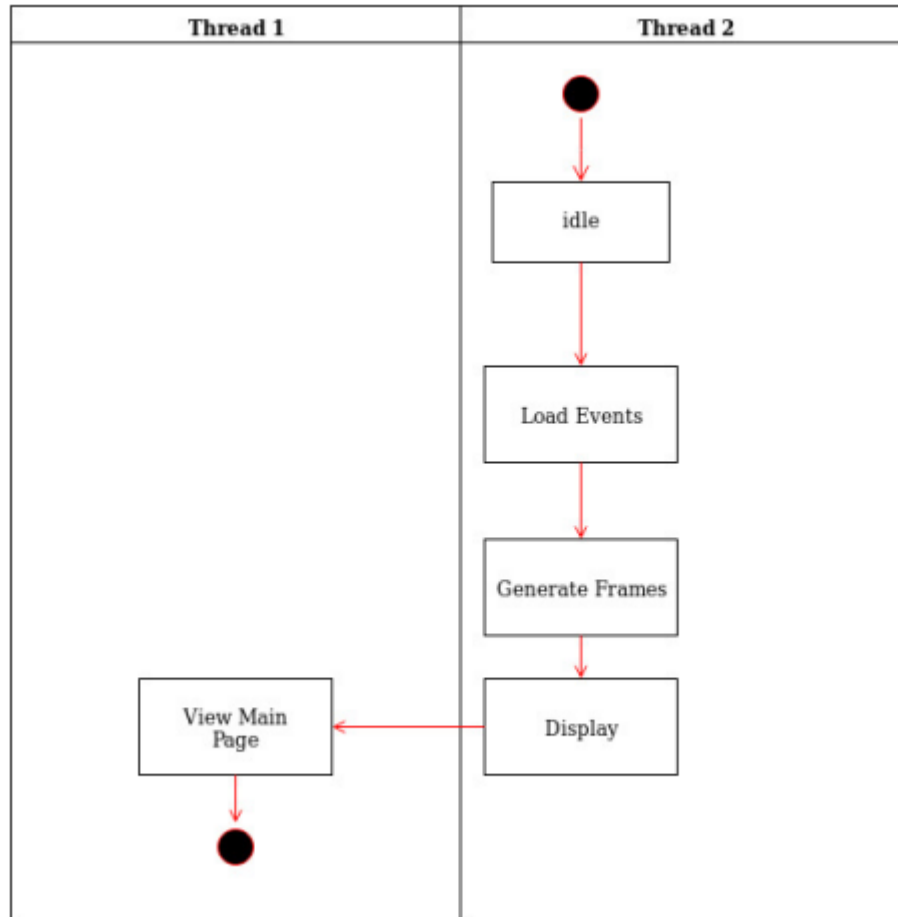 Thread 1
Thread 2
idle
Load Events
Generate Frames
View Main
Page
Display